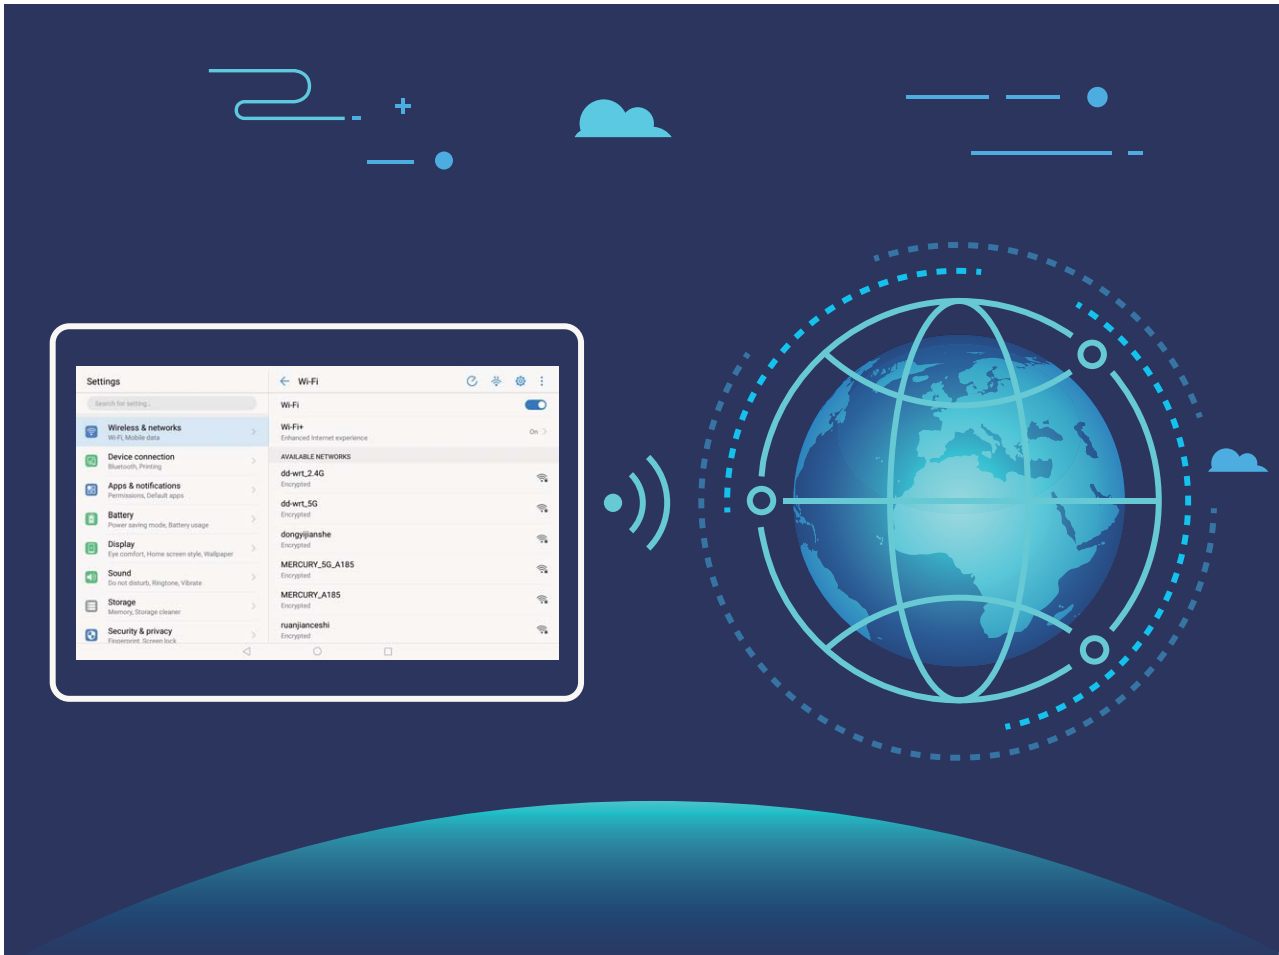 Settings
Search for setting...
Wireless & networks
Wi-Fi, Mobile data
Device connection
Bluetooth, Printing
Apps & notifications
Permissions, Default apps
Battery
Power saving mode, Battery usage
Display
Eye comfort, Home screen style, Wallpaper
Sound
Do not disturb, Ringtone, Vibrate
Storage
Memory, Storage cleaner
Security & privacy
Fingerprint, Screen lock
Wi-Fi
Wi-Fi
Wi-Fi+
Enhanced Internet experience
On
AVAILABLE NETWORKS
dd-wrt_2.4G
Encrypted
dd-wrt_5G
Encrypted
dongyijianshe
Encrypted
MERCURY_5G_A185
Encrypted
MERCURY_A185
Encrypted
ruanjianceshi
Encrypted